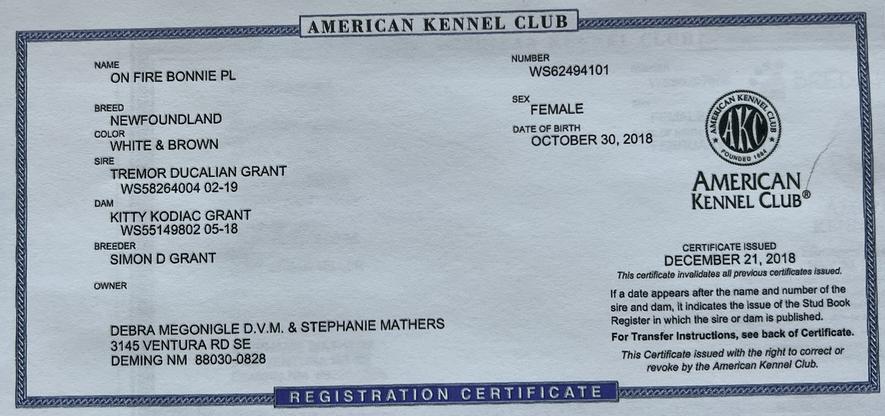 AMERICAN KENNEL CLUB
NAME
ON FIRE BONNIE PL
NUMBER
WS62494101
BREED
NEWFOUNDLAND
SEX
FEMALE
COLOR
WHITE & BROWN
DATE OF BIRTH
OCTOBER 30, 2018
SIRE
TREMOR DUCALIAN GRANT
WS58264004 02-19
DAM
KITTY KODIAC GRANT
WS55149802 05-18
BREEDER
SIMON D GRANT
OWNER
DEBRA MEGONIGLE D.V.M. & STEPHANIE MATHERS
3145 VENTURA RD SE
DEMING NM 88030-0828
AMERICAN KENNEL CLUB
AKC
FOUNDED 1884
AMERICAN
KENNEL CLUB®
CERTIFICATE ISSUED
DECEMBER 21, 2018
This certificate invalidates all previous certificates issued.
If a date appears after the name and number of the
sire and dam, it indicates the issue of the Stud Book
Register in which the sire or dam is published.
For Transfer Instructions, see back of Certificate.
This Certificate issued with the right to correct or
revoke by the American Kennel Club.
REGISTRATION CERTIFICATE